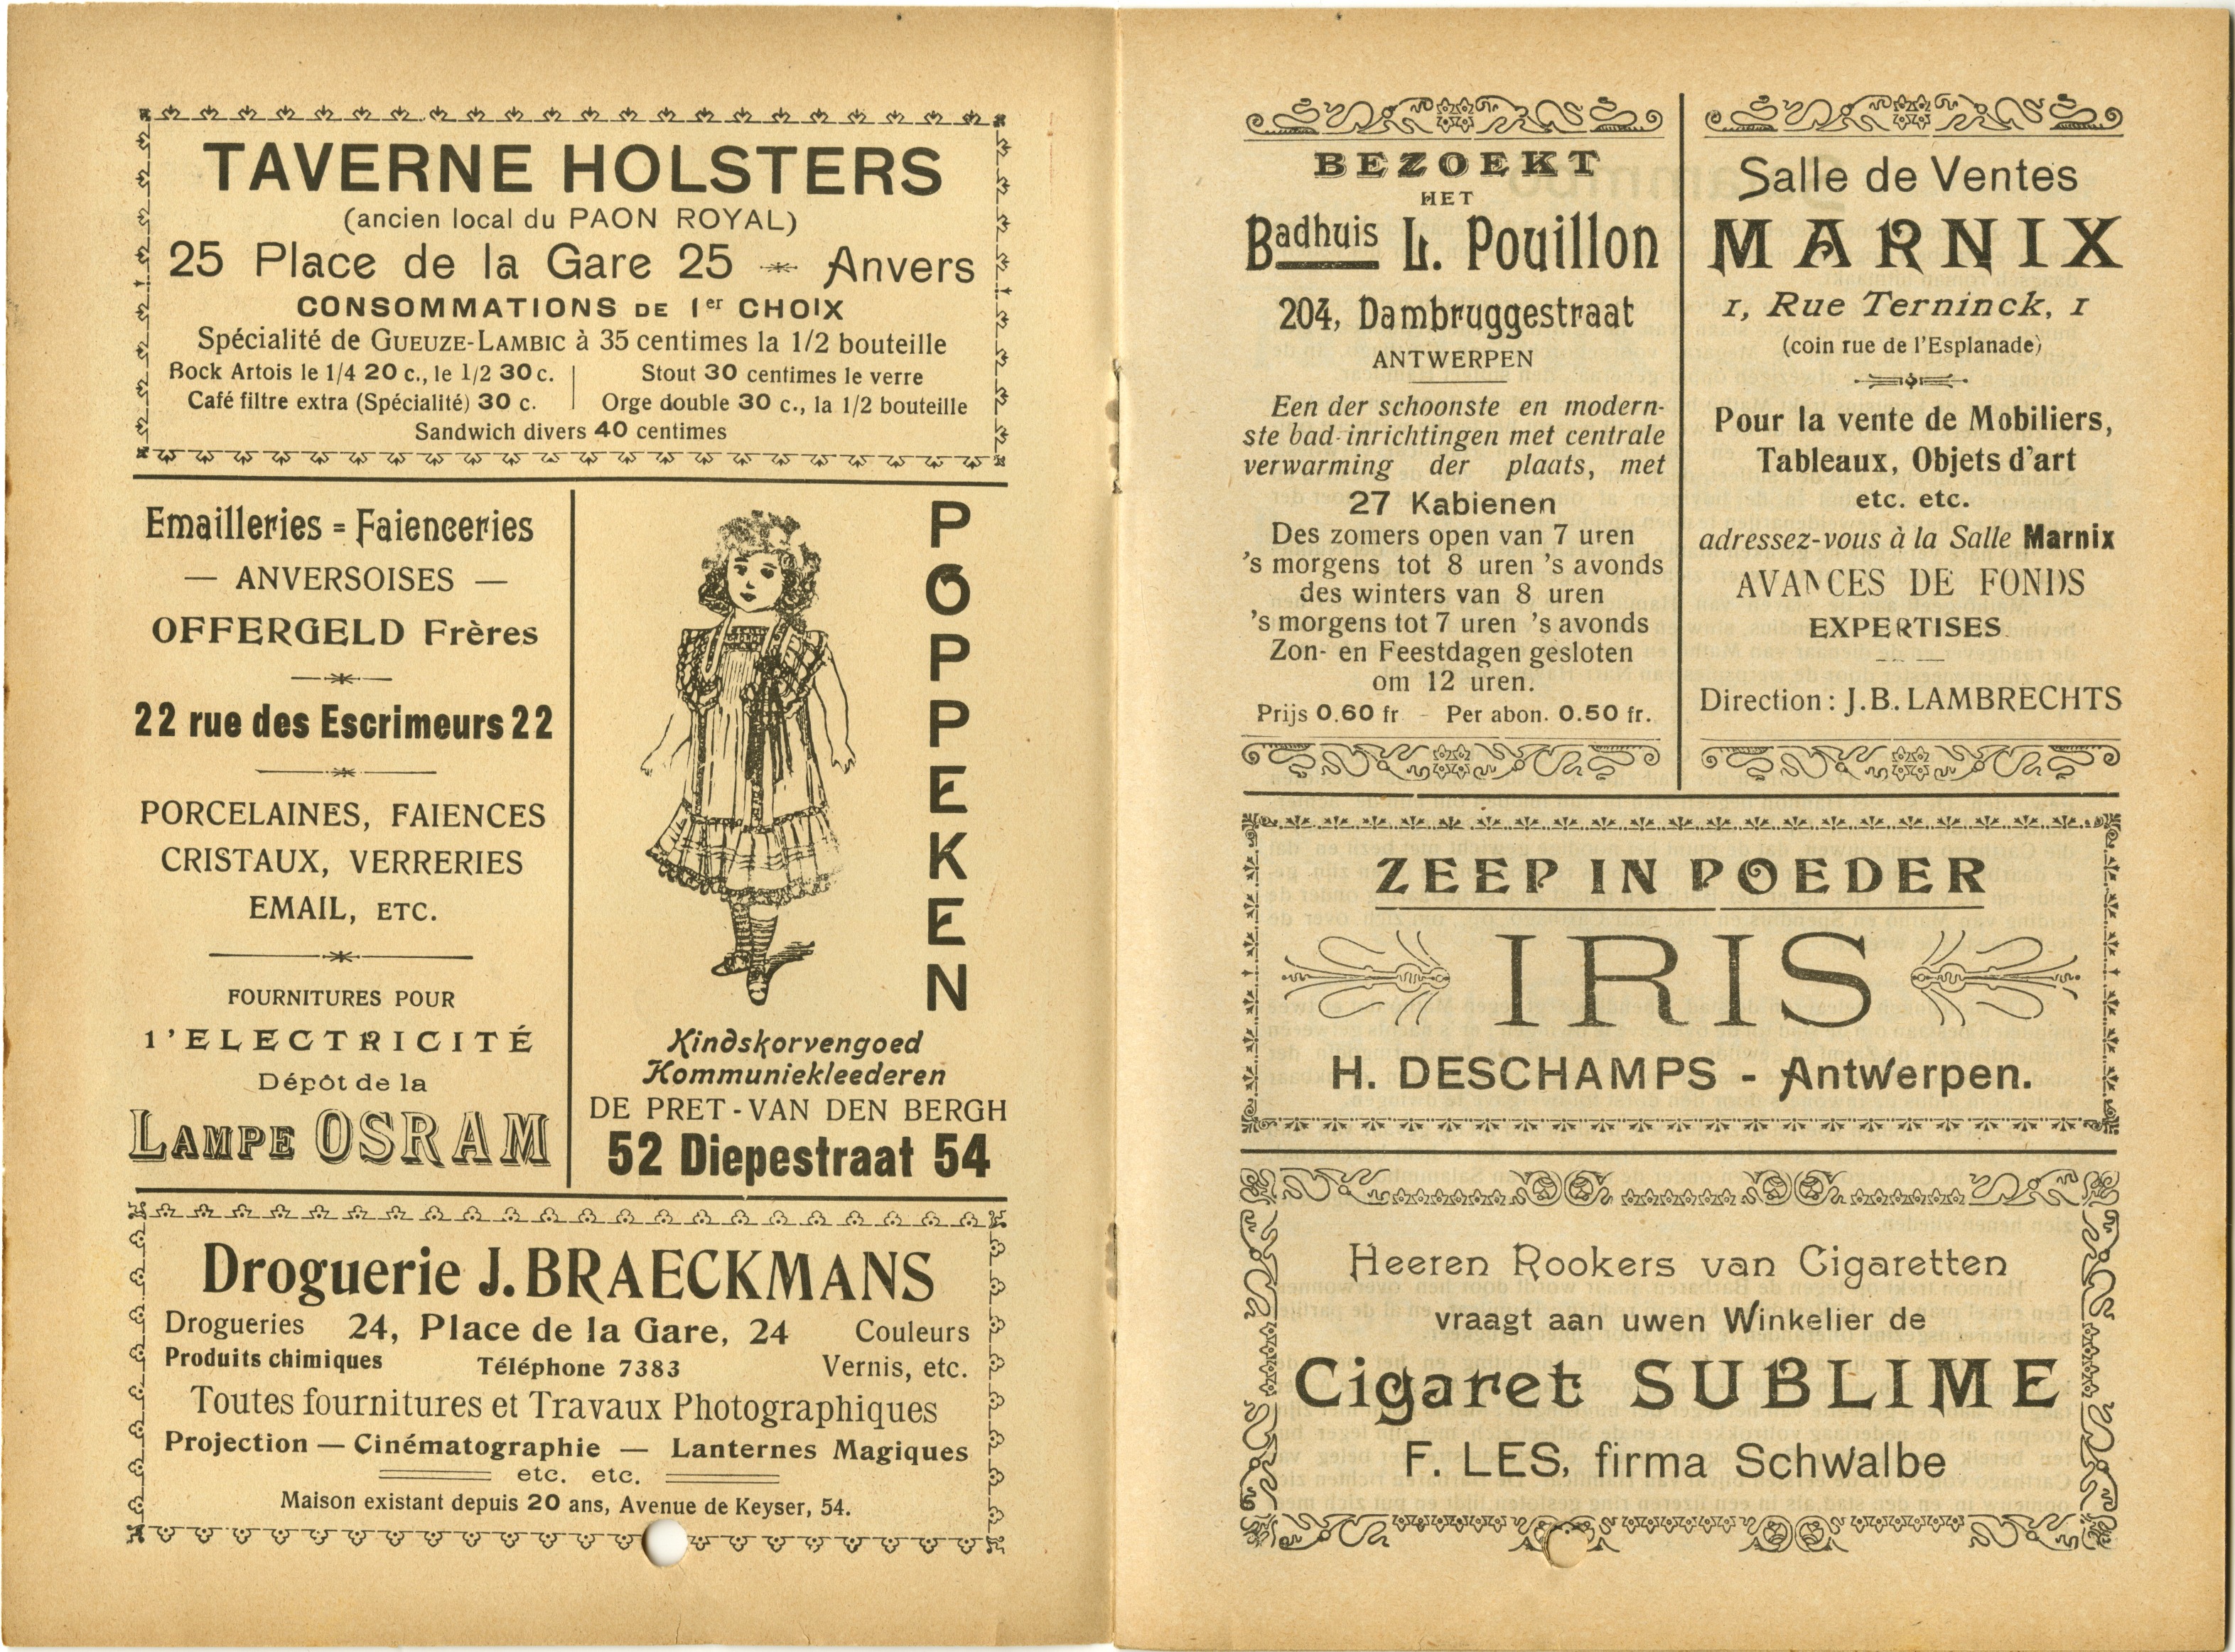 TAVERNE HOLSTERS
(ancien local du PAON ROYAL)
25 Place de la Gare 25 - Anvers
CONSOMMATIONS DE 1er CHOIX
Spécialité de GUEUZE-LAMBIC à 35 centimes la 1/2 bouteille
Bock Artois le 1/4 20 c., le 1/2 30 c.
Café filtre extra (Spécialité) 30 c.
Stout 30 centimes le verre
Orge double 30 c., la 1/2 bouteille
Sandwich divers 40 centimes
Emailleries = Faienceries
— ANVERSOISES —
OFFERGELD Frères
22 rue des Escrimeurs 22
PORCELAINES, FAIENCES
CRISTAUX, VERRERIES
EMAIL, ETC.
FOURNITURES POUR
l'ELECTRICITÉ
Dépôt de la
LAMPE OSRAM
POPPEKEN
Kindskorvengoed
Kommuniekleederen
DE PRET-VAN DEN BERGH
52 Diepestraat 54
Droguerie J. BRAECKMANS
Drogueries 24, Place de la Gare, 24 Couleurs
Produits chimiques Téléphone 7383 Vernis, etc.
Toutes fournitures et Travaux Photographiques
Projection — Cinématographie — Lanternes Magiques
etc. etc.
Maison existant depuis 20 ans, Avenue de Keyser, 54.
BEZOEKT
HET
Badhuis L. Pouillon
204, Dambruggestraat
ANTWERPEN
Een der schoonste en modern-
ste bad-inrichtingen met centrale
verwarming der plaats, met
27 Kabienen
Des zomers open van 7 uren
's morgens tot 8 uren 's avonds
des winters van 8 uren
's morgens tot 7 uren 's avonds
Zon- en Feestdagen gesloten
om 12 uren.
Prijs 0.60 fr - Per abon. 0.50 fr.
Salle de Ventes
MARNIX
1, Rue Terninck, 1
(coin rue de l'Esplanade)
Pour la vente de Mobiliers,
Tableaux, Objets d'art
etc. etc.
adressez-vous à la Salle Marnix
AVANCES DE FONDS
EXPERTISES.
Direction : J.B. LAMBRECHTS
ZEEP IN POEDER
IRIS
H. DESCHAMPS - Antwerpen.
Heeren Rookers van Cigaretten
vraagt aan uwen Winkelier de
Cigaret SUBLIME
F. LES, firma Schwalbe